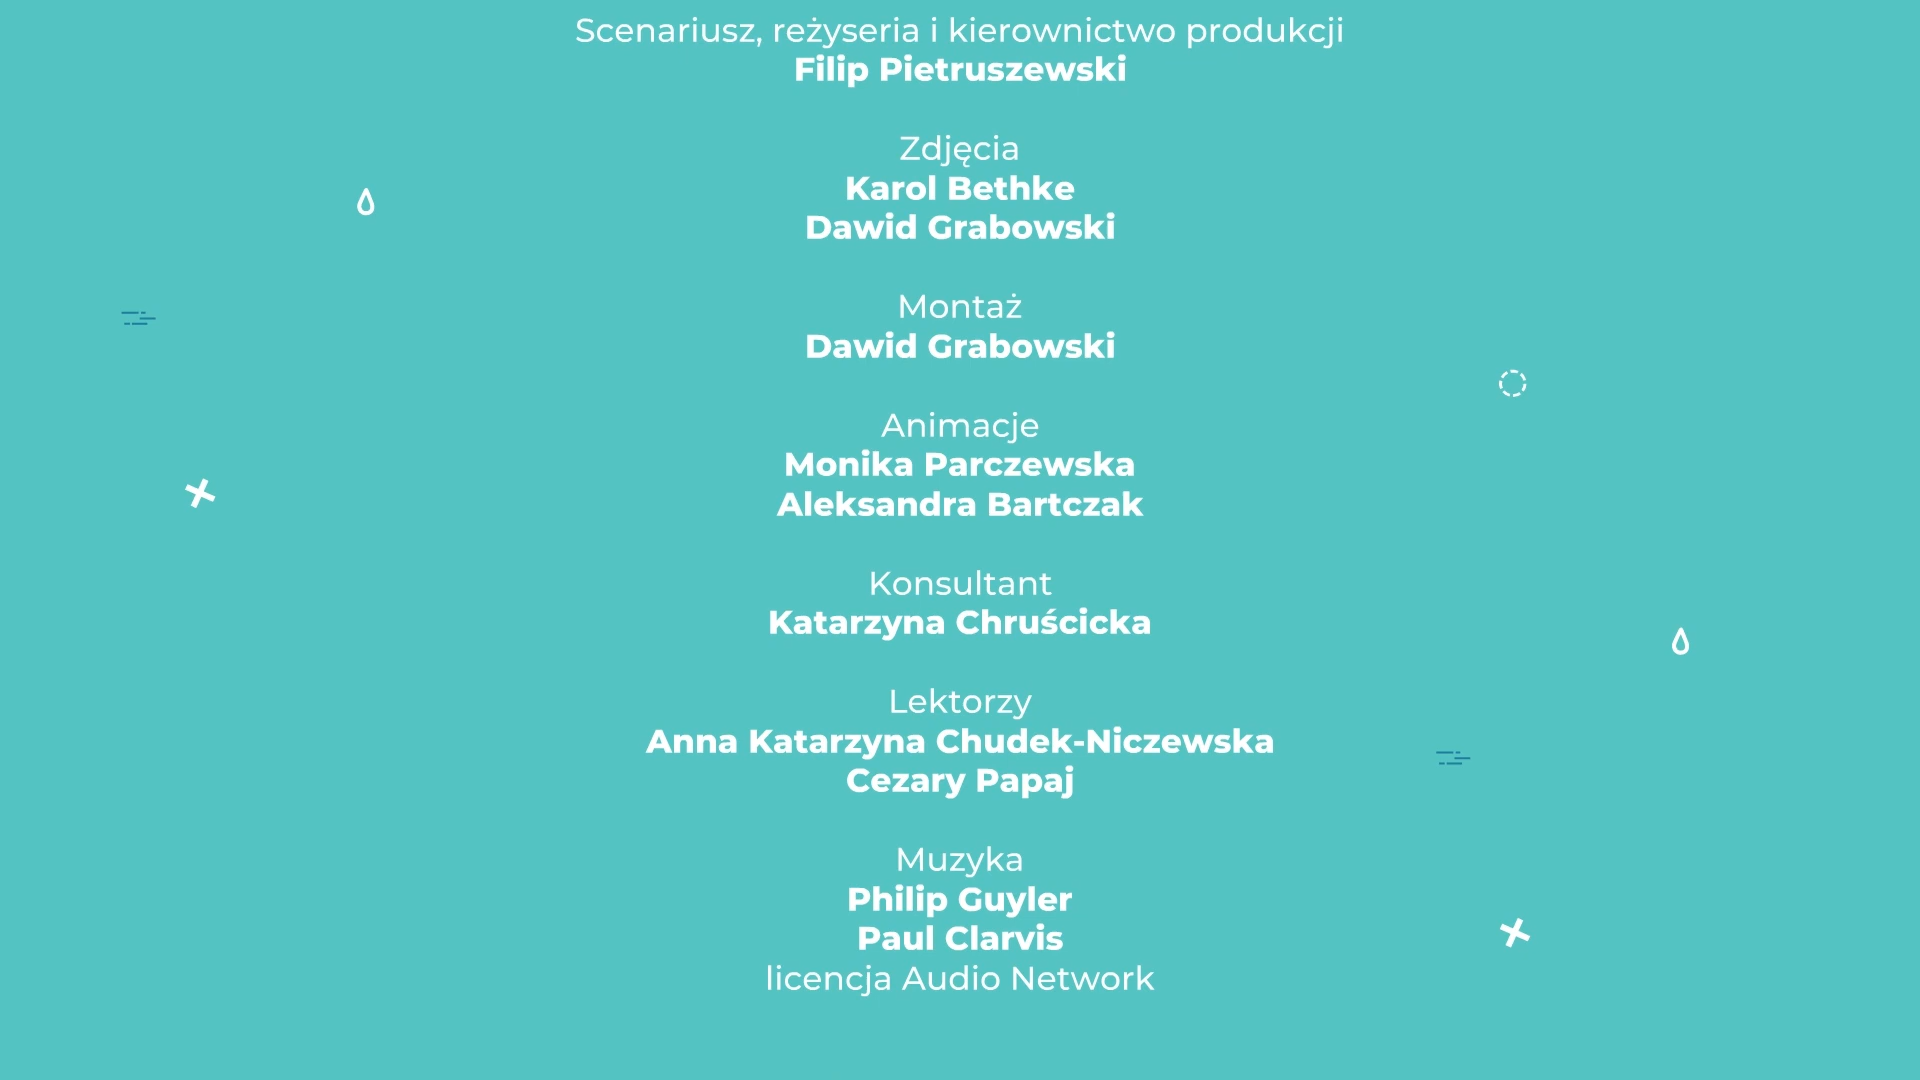 Scenariusz, reżyseria i kierownictwo produkcji
Filip Pietruszewski
Zdjęcia
Karol Bethke
Dawid Grabowski
Montaż
Dawid Grabowski
Animacje
Monika Parczewska
Aleksandra Bartczak
Konsultant
Katarzyna Chruścicka
Lektorzy
Anna Katarzyna Chudek-Niczewska
Cezary Papaj
Muzyka
Philip Guyler
Paul Clarvis
licencja Audio Network